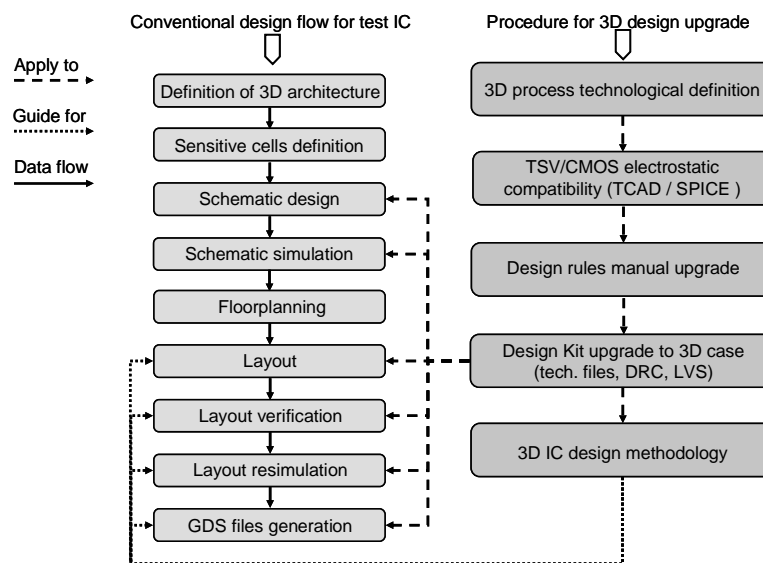 Conventional design flow for test IC
Procedure for 3D design upgrade
Apply to
Guide for
Data flow
Definition of 3D architecture
Sensitive cells definition
Schematic design
Schematic simulation
Floorplanning
Layout
Layout verification
Layout resimulation
GDS files generation
3D process technological definition
TSV/CMOS electrostatic
compatibility (TCAD / SPICE )
Design rules manual upgrade
Design Kit upgrade to 3D case
(tech. files, DRC, LVS)
3D IC design methodology